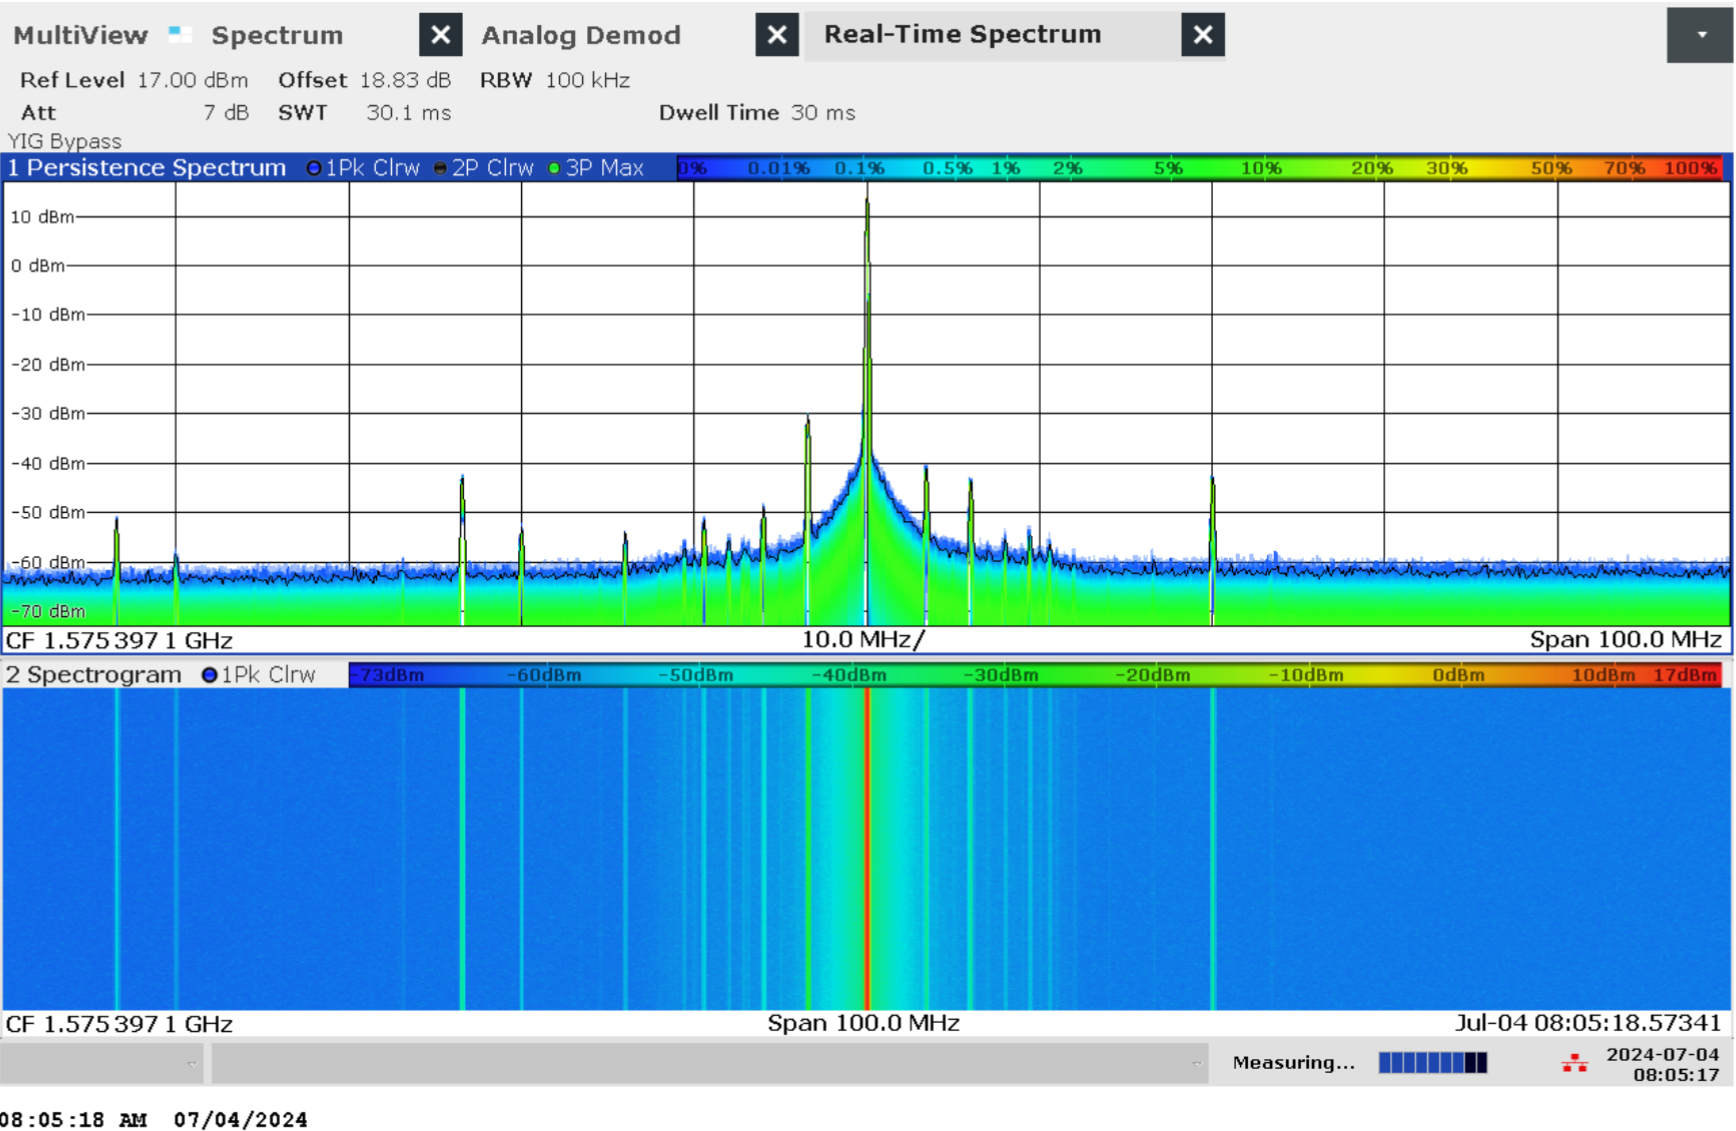 MultiView Spectrum Analog Demod Real-Time Spectrum
Ref Level 17.00 dBm Offset 18.83 dB RBW 100 kHz
Att 7 dB SWT 30.1 ms Dwell Time 30 ms
YIG Bypass
1 Persistence Spectrum 1Pk Clrw 2P Clrw 3P Max 0% 0.01% 0.1% 0.5% 1% 2% 5% 10% 20% 30% 50% 70% 100%
10 dBm
0 dBm
-10 dBm
-20 dBm
-30 dBm
-40 dBm
-50 dBm
-60 dBm
-70 dBm
CF 1.575 397 1 GHz 10.0 MHz/ Span 100.0 MHz
2 Spectrogram 1Pk Clrw -73dBm -60dBm -50dBm -40dBm -30dBm -20dBm -10dBm 0dBm 10dBm 17dBm
CF 1.575 397 1 GHz Span 100.0 MHz Jul-04 08:05:18.57341
Measuring... 2024-07-04
08:05:17
08:05:18 AM 07/04/2024